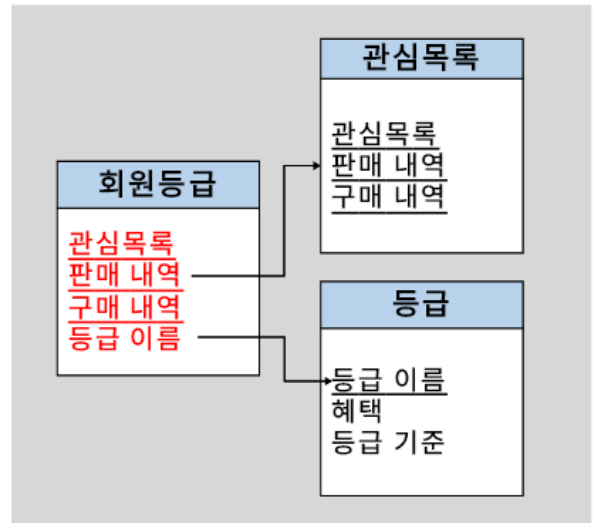 관심목록
관심목록
판매 내역
구매 내역
회원등급
관심목록
판매 내역
구매 내역
등급 이름
등급
등급 이름
혜택
등급 기준